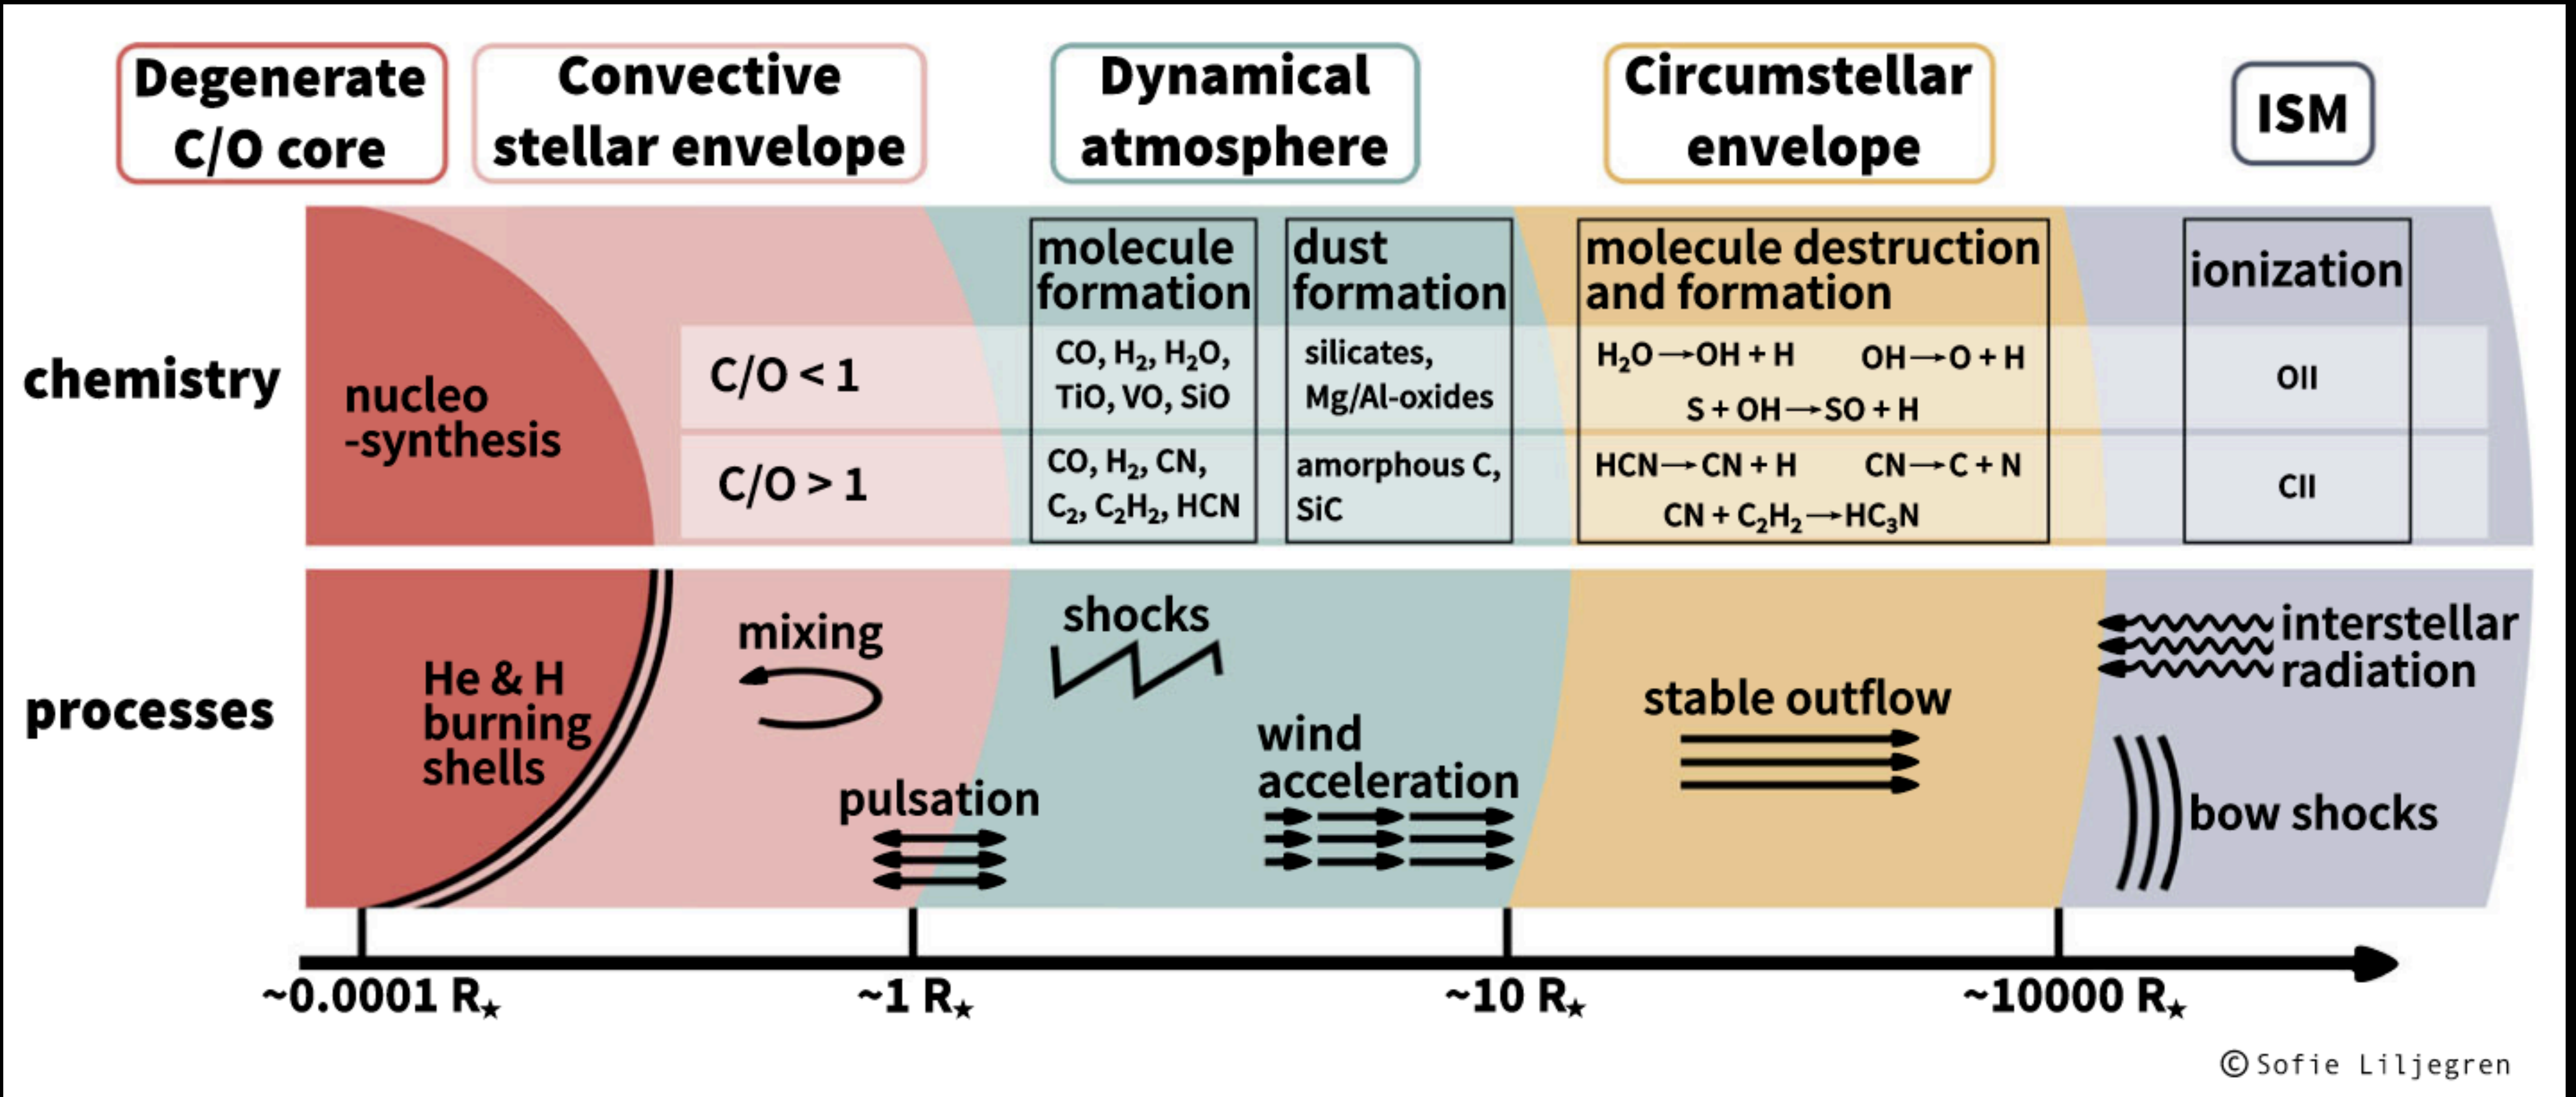 Degenerate
C/O core
Convective
stellar envelope
Dynamical
atmosphere
Circumstellar
envelope
ISM
chemistry
nucleo
-synthesis
C/O < 1
C/O > 1
molecule
formation
CO, H₂, H₂O,
TiO, VO, SiO
CO, H₂, CN,
C₂, C₂H₂, HCN
dust
formation
silicates,
Mg/Al-oxides
amorphous C,
SiC
molecule destruction
and formation
H₂O→OH + H OH→O + H
S + OH→SO + H
HCN→CN + H CN→C + N
CN + C₂H₂→HC₃N
ionization
OII
CII
processes
He & H
burning
shells
mixing
pulsation
shocks
wind
acceleration
stable outflow
interstellar
radiation
bow shocks
~0.0001 R★ ~1 R★ ~10 R★ ~10000 R★
© Sofie Liljegren